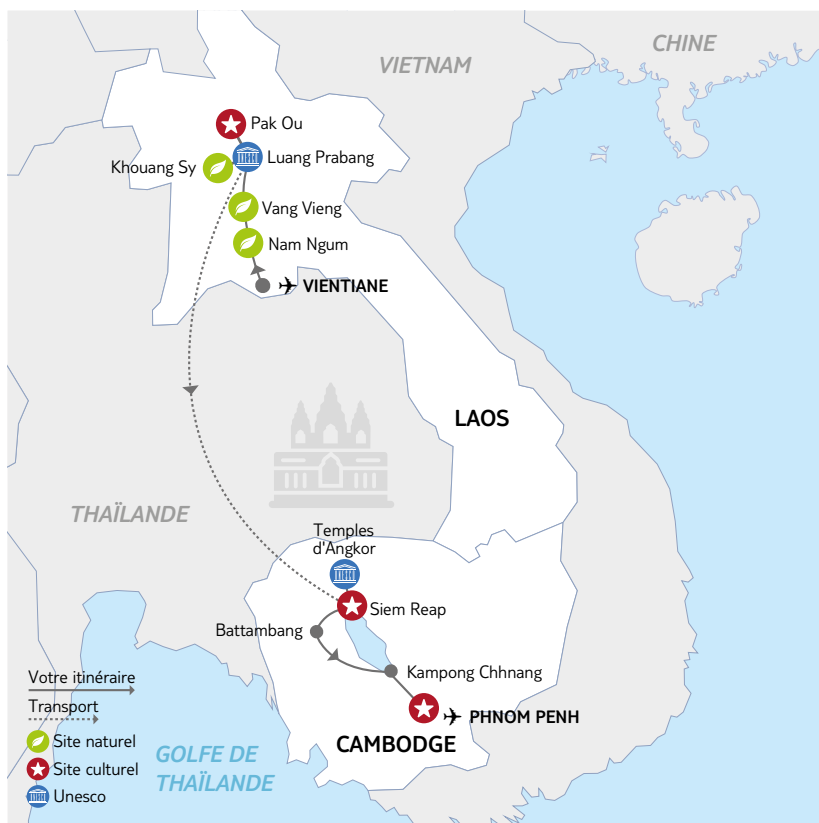 CHINE
VIETNAM
Pak Ou
Luang Prabang
Khouang Sy
Vang Vieng
Nam Ngum
VIENTIANE
LAOS
THAÏLANDE
Temples
d'Angkor
Siem Reap
Battambang
Kampong Chhnang
PHNOM PENH
CAMBODGE
GOLFE DE
THAÏLANDE
Votre itinéraire
Transport
Site naturel
Site culturel
Unesco